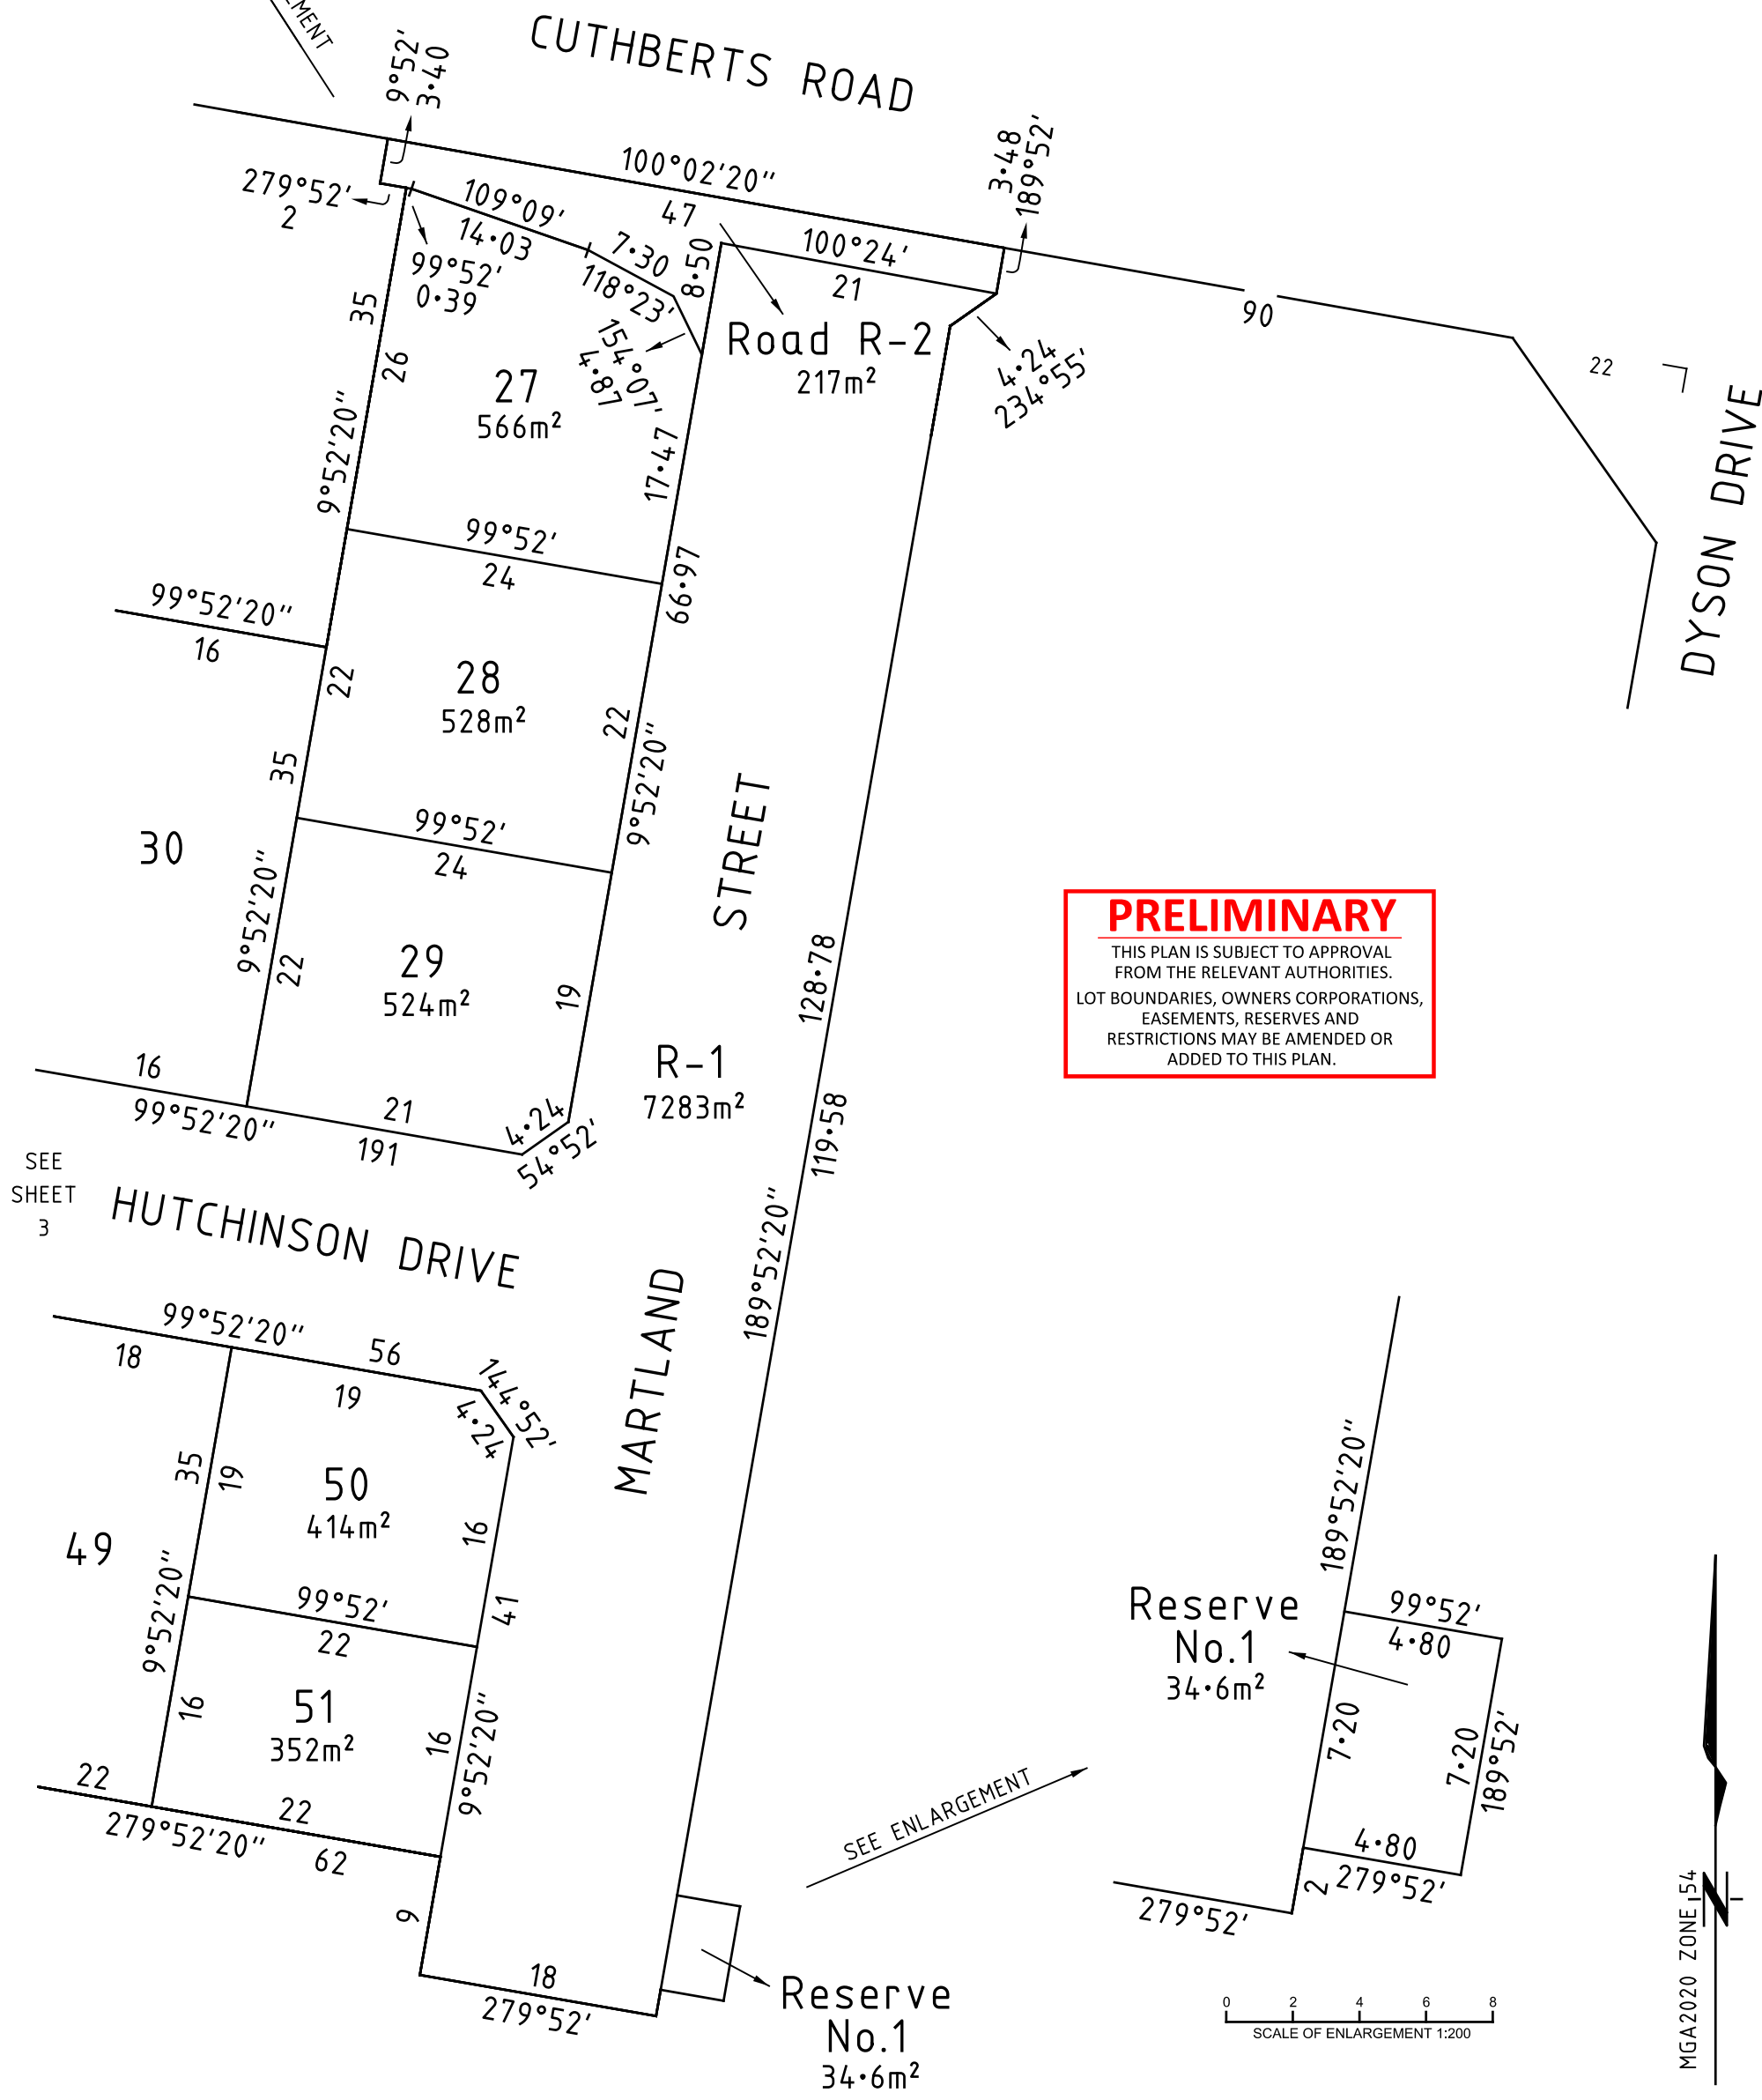 CUTHBERTS ROAD
9°52'
3·40
279°52'
2
109°09'
14·03
99°52'
0·39
100°02'20"
47
7·30
118°23'
8·50
100°24'
21
3·48
189°52'
90
22
DYSON DRIVE
Road R-2
217m²
4·24
234°55'
154°07'
4·87
35
26
9°52'20"
27
566m²
17·47
99°52'
24
66·97
99°52'20"
16
22
28
528m²
22
9°52'20"
35
30
99°52'
24
9°52'20"
22
29
524m²
19
STREET
128·78
R-1
7283m²
119·58
16
99°52'20"
21
191
4·24
54°52'
PRELIMINARY
THIS PLAN IS SUBJECT TO APPROVAL
FROM THE RELEVANT AUTHORITIES.
LOT BOUNDARIES, OWNERS CORPORATIONS,
EASEMENTS, RESERVES AND
RESTRICTIONS MAY BE AMENDED OR
ADDED TO THIS PLAN.
SEE
SHEET
3
HUTCHINSON DRIVE
189°52'20"
MARTLAND
99°52'20"
18
56
19
144°52'
4·24
35
19
50
414m²
16
49
9°52'20"
99°52'
22
41
16
51
352m²
16
9°52'20"
22
279°52'20"
22
62
9
18
279°52'
Reserve
No.1
34·6m²
SEE ENLARGEMENT
189°52'20"
Reserve
No.1
34·6m²
99°52'
4·80
7·20
7·20
189°52'
4·80
279°52'
2
279°52'
0 2 4 6 8
SCALE OF ENLARGEMENT 1:200
MGA2020 ZONE 54
N